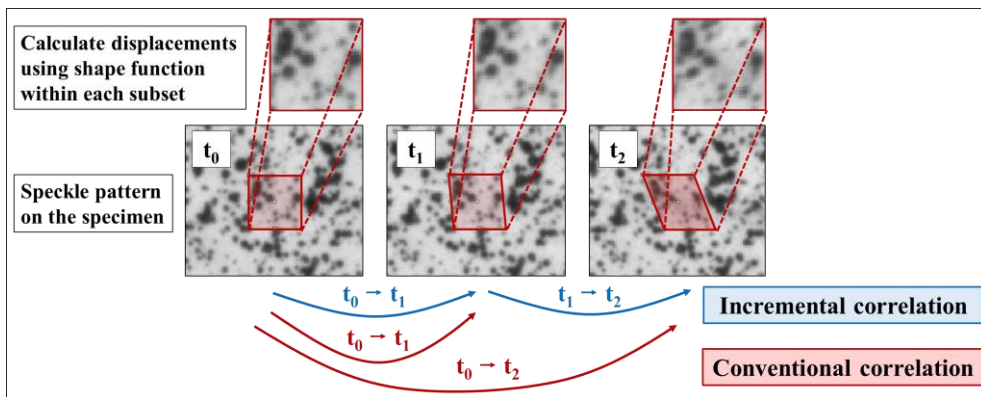 Calculate displacements
using shape function
within each subset
Speckle pattern
on the specimen
t₀
t₁
t₂
t₀ → t₁
t₁ → t₂
t₀ → t₁
t₀ → t₂
Incremental correlation
Conventional correlation